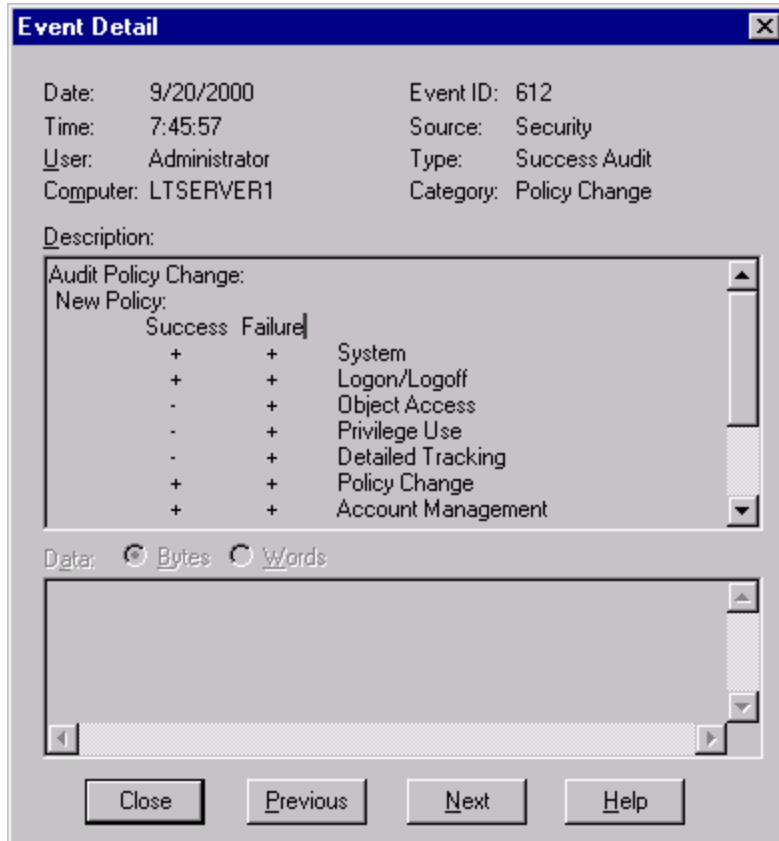 Event Detail
Date: 9/20/2000 Event ID: 612
Time: 7:45:57 Source: Security
User: Administrator Type: Success Audit
Computer: LTSERVER1 Category: Policy Change
Description:
Audit Policy Change:
New Policy:
Success Failure
+ + System
+ + Logon/Logoff
- + Object Access
- + Privilege Use
- + Detailed Tracking
+ + Policy Change
+ + Account Management
Data: Bytes Words
Close Previous Next Help